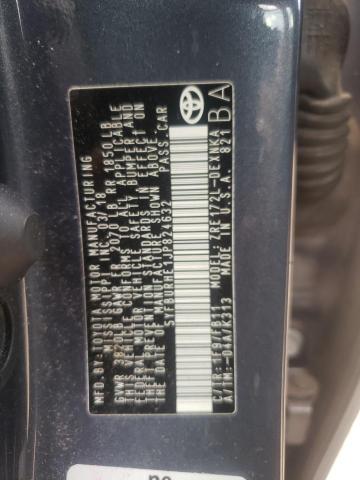 MFD.BY:TOYOTA MOTOR MANUFACTURING
MISSISSIPPI INC. 03/18
GVWR 3820LB GAWR FR 2070LB RR 1850LB
THIS VEHICLE CONFORMS TO ALL APPLICABLE
FEDERAL MOTOR VEHICLE SAFETY, BUMPER, AND
THEFT PREVENTION STANDARDS IN EFFECT ON
THE DATE OF MANUFACTURE SHOWN ABOVE.
5YFBURHE1JP824632 PASS.CAR
C/TR:8F9/FB11 MODEL:ZRE172L-DEXNKA
A/TM:-04A/K313 MADE IN U.S.A. 821
BA